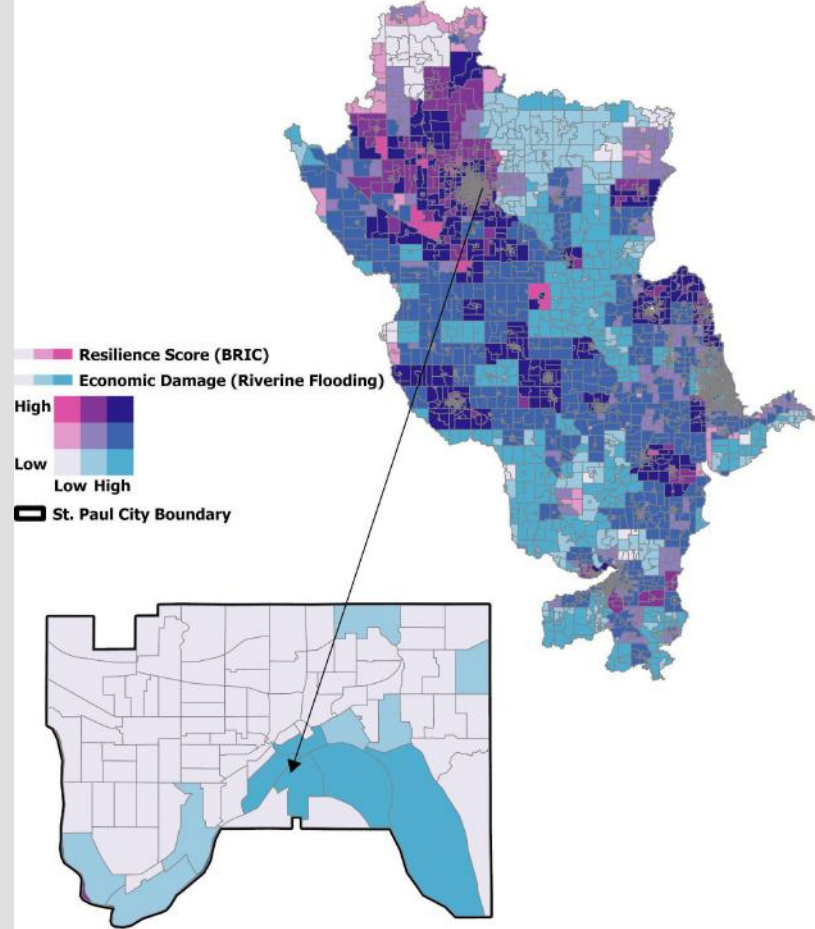 Resilience Score (BRIC)
Economic Damage (Riverine Flooding)
High
Low
Low High
St. Paul City Boundary